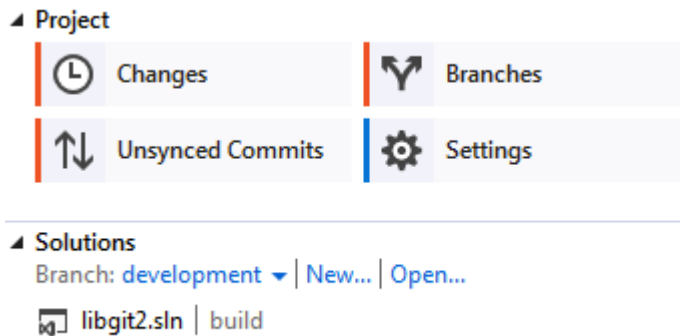 Project
Changes
Branches
Unsynced Commits
Settings
Solutions
Branch: development | New... | Open...
libgit2.sln | build